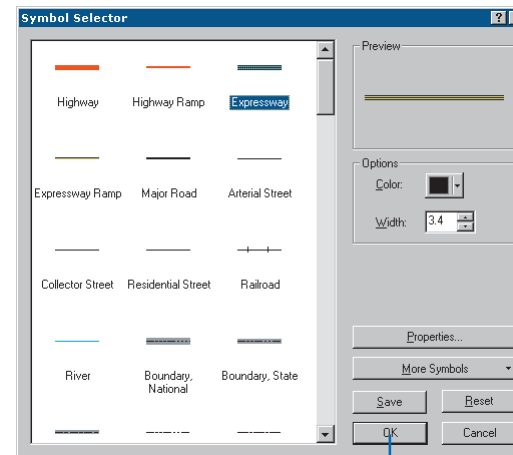 Symbol Selector
?
Highway
Highway Ramp
Expressway
Expressway Ramp
Major Road
Arterial Street
Collector Street
Residential Street
Railroad
River
Boundary, National
Boundary, State
Preview
Options
Color:
Width:
3.4
Properties...
More Symbols
Save
Reset
OK
Cancel